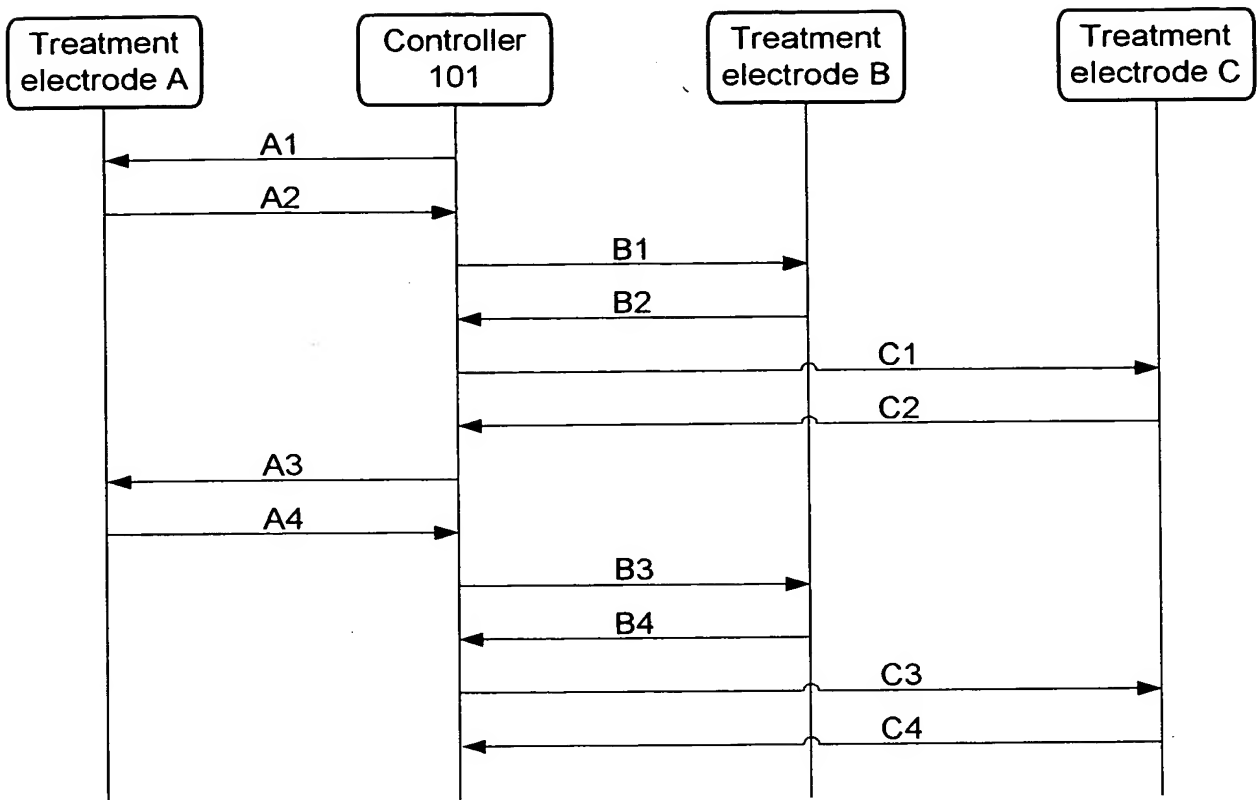 Treatment
electrode A
Controller
101
Treatment
electrode B
Treatment
electrode C
A1
A2
B1
B2
C1
C2
A3
A4
B3
B4
C3
C4